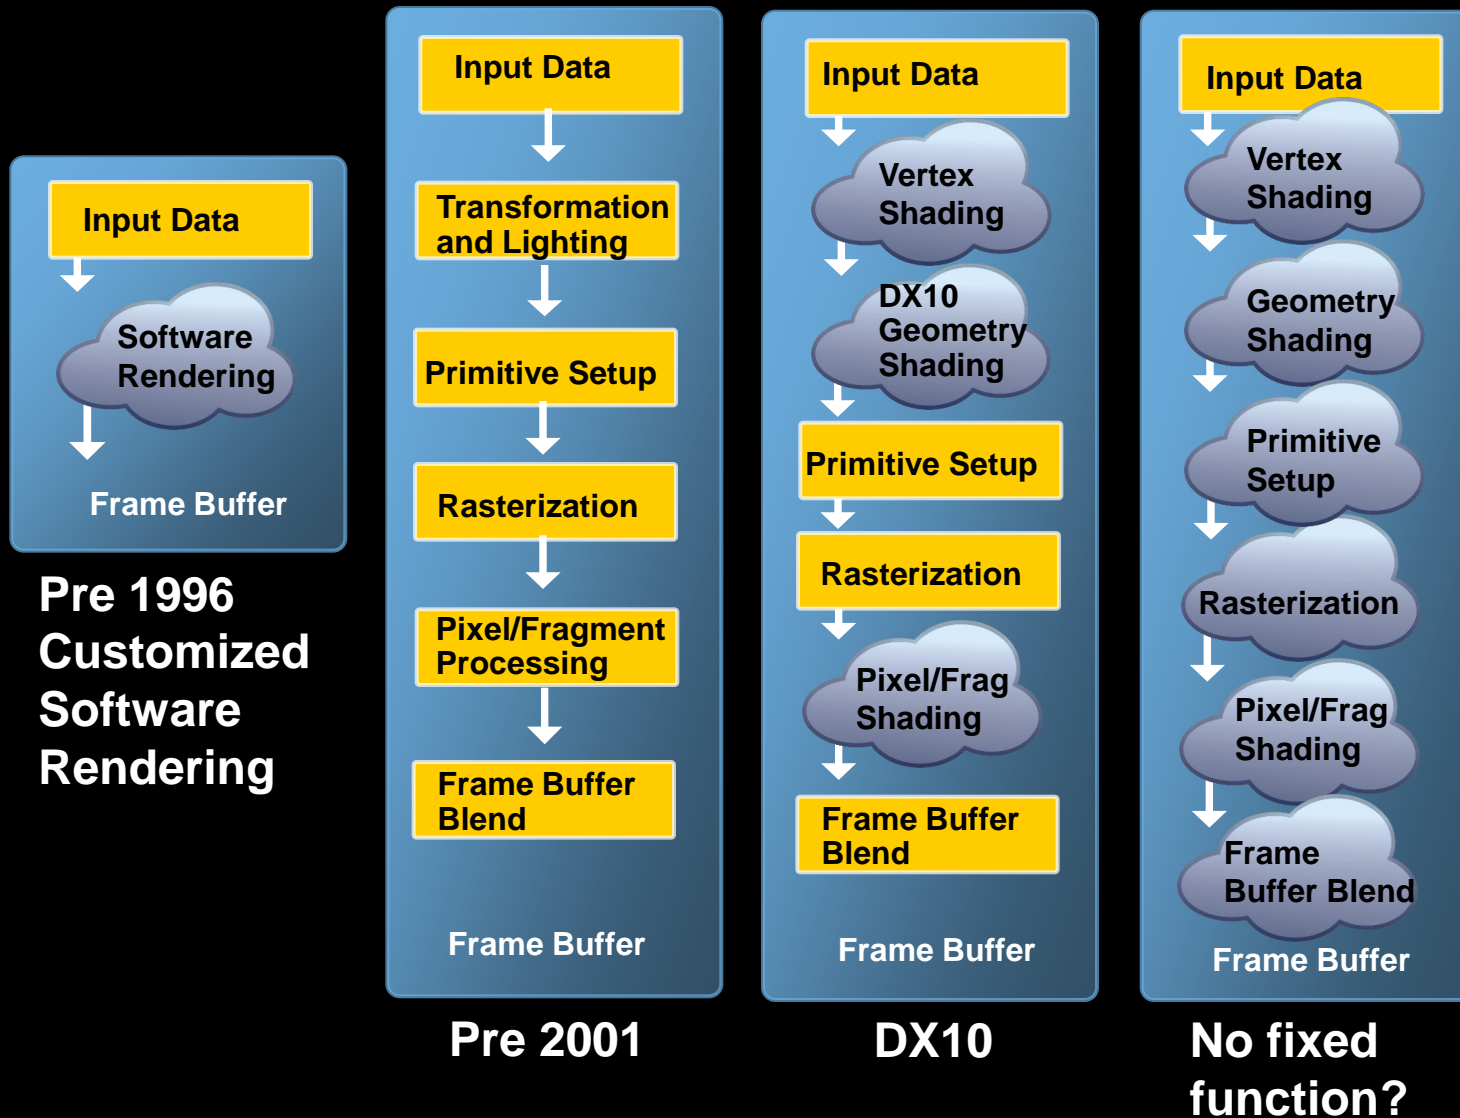 Input Data
Software
Rendering
Frame Buffer
Pre 1996
Customized
Software
Rendering
Input Data
Transformation
and Lighting
Primitive Setup
Rasterization
Pixel/Fragment
Processing
Frame Buffer
Blend
Frame Buffer
Pre 2001
Input Data
Vertex
Shading
DX10
Geometry
Shading
Primitive Setup
Rasterization
Pixel/Frag
Shading
Frame Buffer
Blend
Frame Buffer
DX10
Input Data
Vertex
Shading
Geometry
Shading
Primitive
Setup
Rasterization
Pixel/Frag
Shading
Frame
Buffer Blend
Frame Buffer
No fixed
function?